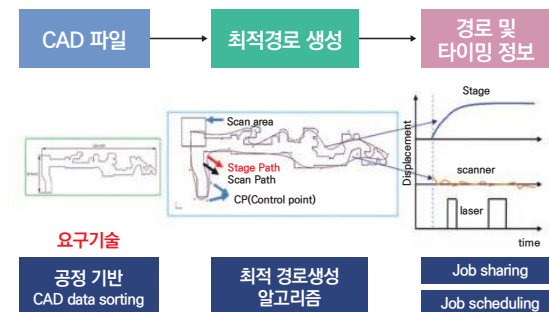 CAD 파일
최적경로 생성
경로 및
타이밍 정보
Scan area
Stage Path
Scan Path
CP(Control point)
Stage
Displacement
scanner
laser
time
요구기술
공정 기반
CAD data sorting
최적 경로생성
알고리즘
Job sharing
Job scheduling